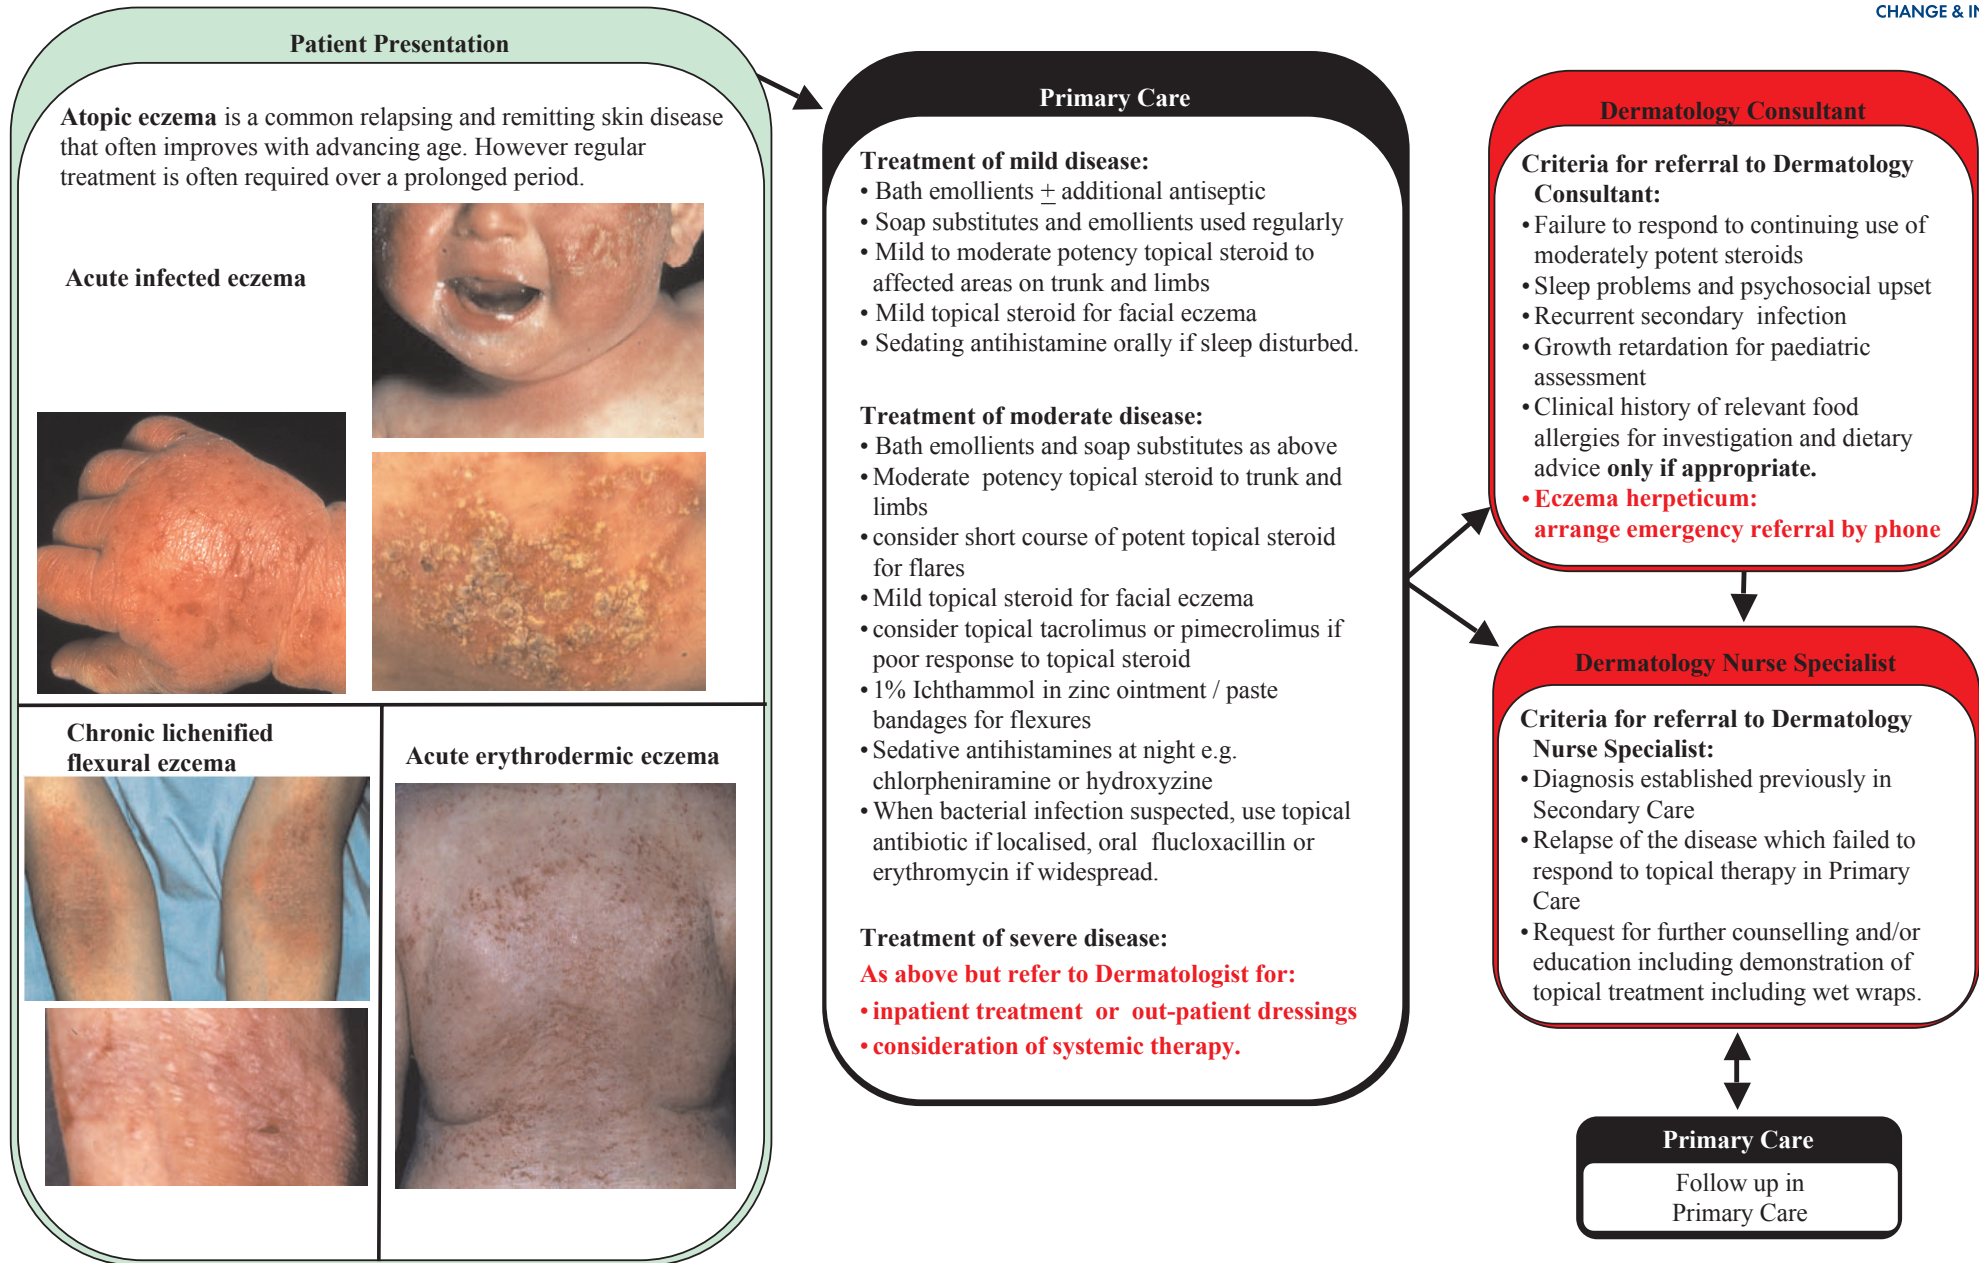 CHANGE &
Patient Presentation
Atopic eczema is a common relapsing and remitting skin disease
that often improves with advancing age. However regular
treatment is often required over a prolonged period.
Acute infected eczema
Chronic lichenified
flexural ezcema
Acute erythrodermic eczema
Primary Care
Treatment of mild disease:
• Bath emollients ± additional antiseptic
• Soap substitutes and emollients used regularly
• Mild to moderate potency topical steroid to
affected areas on trunk and limbs
• Mild topical steroid for facial eczema
• Sedating antihistamine orally if sleep disturbed.
Treatment of moderate disease:
• Bath emollients and soap substitutes as above
• Moderate potency topical steroid to trunk and
limbs
• consider short course of potent topical steroid
for flares
• Mild topical steroid for facial eczema
• consider topical tacrolimus or pimecrolimus if
poor response to topical steroid
• 1% Ichthammol in zinc ointment / paste
bandages for flexures
• Sedative antihistamines at night e.g.
chlorpheniramine or hydroxyzine
• When bacterial infection suspected, use topical
antibiotic if localised, oral flucloxacillin or
erythromycin if widespread.
Treatment of severe disease:
As above but refer to Dermatologist for:
• inpatient treatment or out-patient dressings
• consideration of systemic therapy.
Dermatology Consultant
Criteria for referral to Dermatology
Consultant:
• Failure to respond to continuing use of
moderately potent steroids
• Sleep problems and psychosocial upset
• Recurrent secondary infection
• Growth retardation for paediatric
assessment
• Clinical history of relevant food
allergies for investigation and dietary
advice only if appropriate.
• Eczema herpeticum:
arrange emergency referral by phone
Dermatology Nurse Specialist
Criteria for referral to Dermatology
Nurse Specialist:
• Diagnosis established previously in
Secondary Care
• Relapse of the disease which failed to
respond to topical therapy in Primary
Care
• Request for further counselling and/or
education including demonstration of
topical treatment including wet wraps.
Primary Care
Follow up in
Primary Care